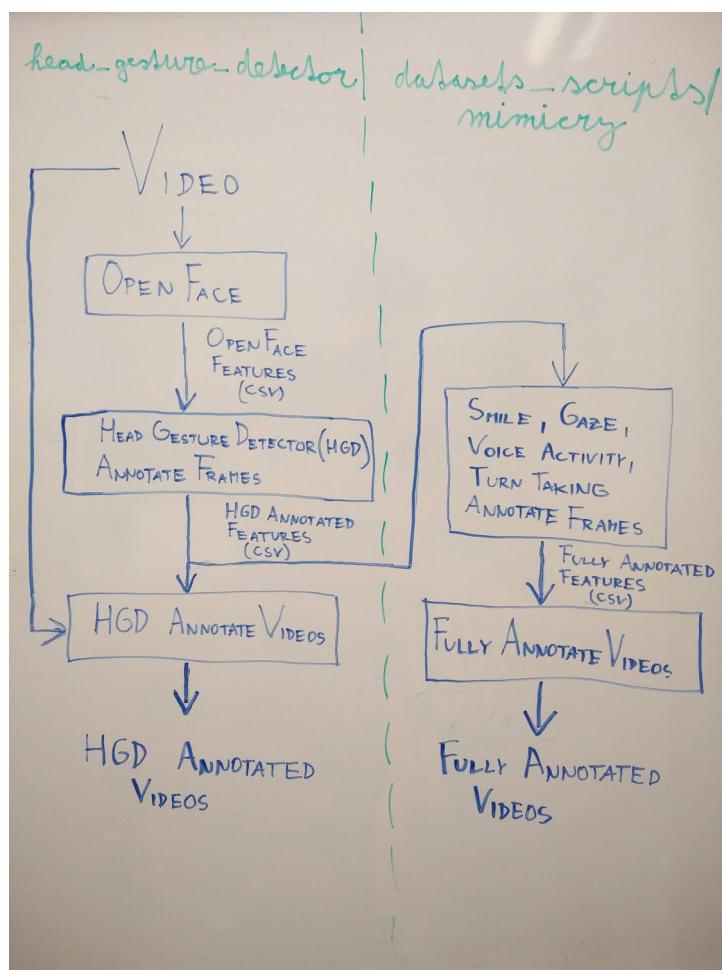 head_gesture_detector/
datasets_scripts/
mimicry
VIDEO
OPEN FACE
OPENFACE
FEATURES
(CSV)
HEAD GESTURE DETECTOR (HGD)
ANNOTATE FRAMES
HGD ANNOTATED
FEATURES
(CSV)
HGD ANNOTATE VIDEOS
HGD ANNOTATED
VIDEOS
SMILE, GAZE,
VOICE ACTIVITY,
TURN TAKING
ANNOTATE FRAMES
FULLY ANNOTATED
FEATURES
(CSV)
FULLY ANNOTATE VIDEOS
FULLY ANNOTATED
VIDEOS